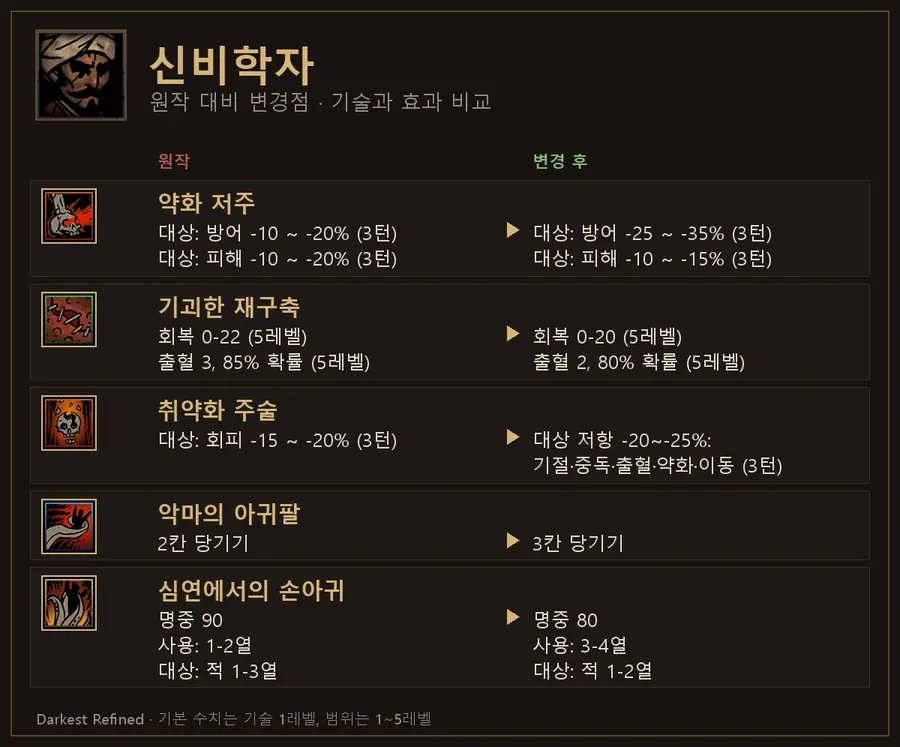 신비학자
원작 대비 변경점 · 기술과 효과 비교
원작
변경 후
약화 저주
대상: 방어 -10 ~ -20% (3턴)
대상: 피해 -10 ~ -20% (3턴)
▶ 대상: 방어 -25 ~ -35% (3턴)
대상: 피해 -10 ~ -15% (3턴)
기괴한 재구축
회복 0-22 (5레벨)
출혈 3, 85% 확률 (5레벨)
▶ 회복 0-20 (5레벨)
출혈 2, 80% 확률 (5레벨)
취약화 주술
대상: 회피 -15 ~ -20% (3턴)
▶ 대상 저항 -20~-25%:
기절·중독·출혈·약화·이동 (3턴)
악마의 아귀팔
2칸 당기기
▶ 3칸 당기기
심연에서의 손아귀
명중 90
사용: 1-2열
대상: 적 1-3열
▶ 명중 80
사용: 3-4열
대상: 적 1-2열
Darkest Refined · 기본 수치는 기술 1레벨, 범위는 1~5레벨